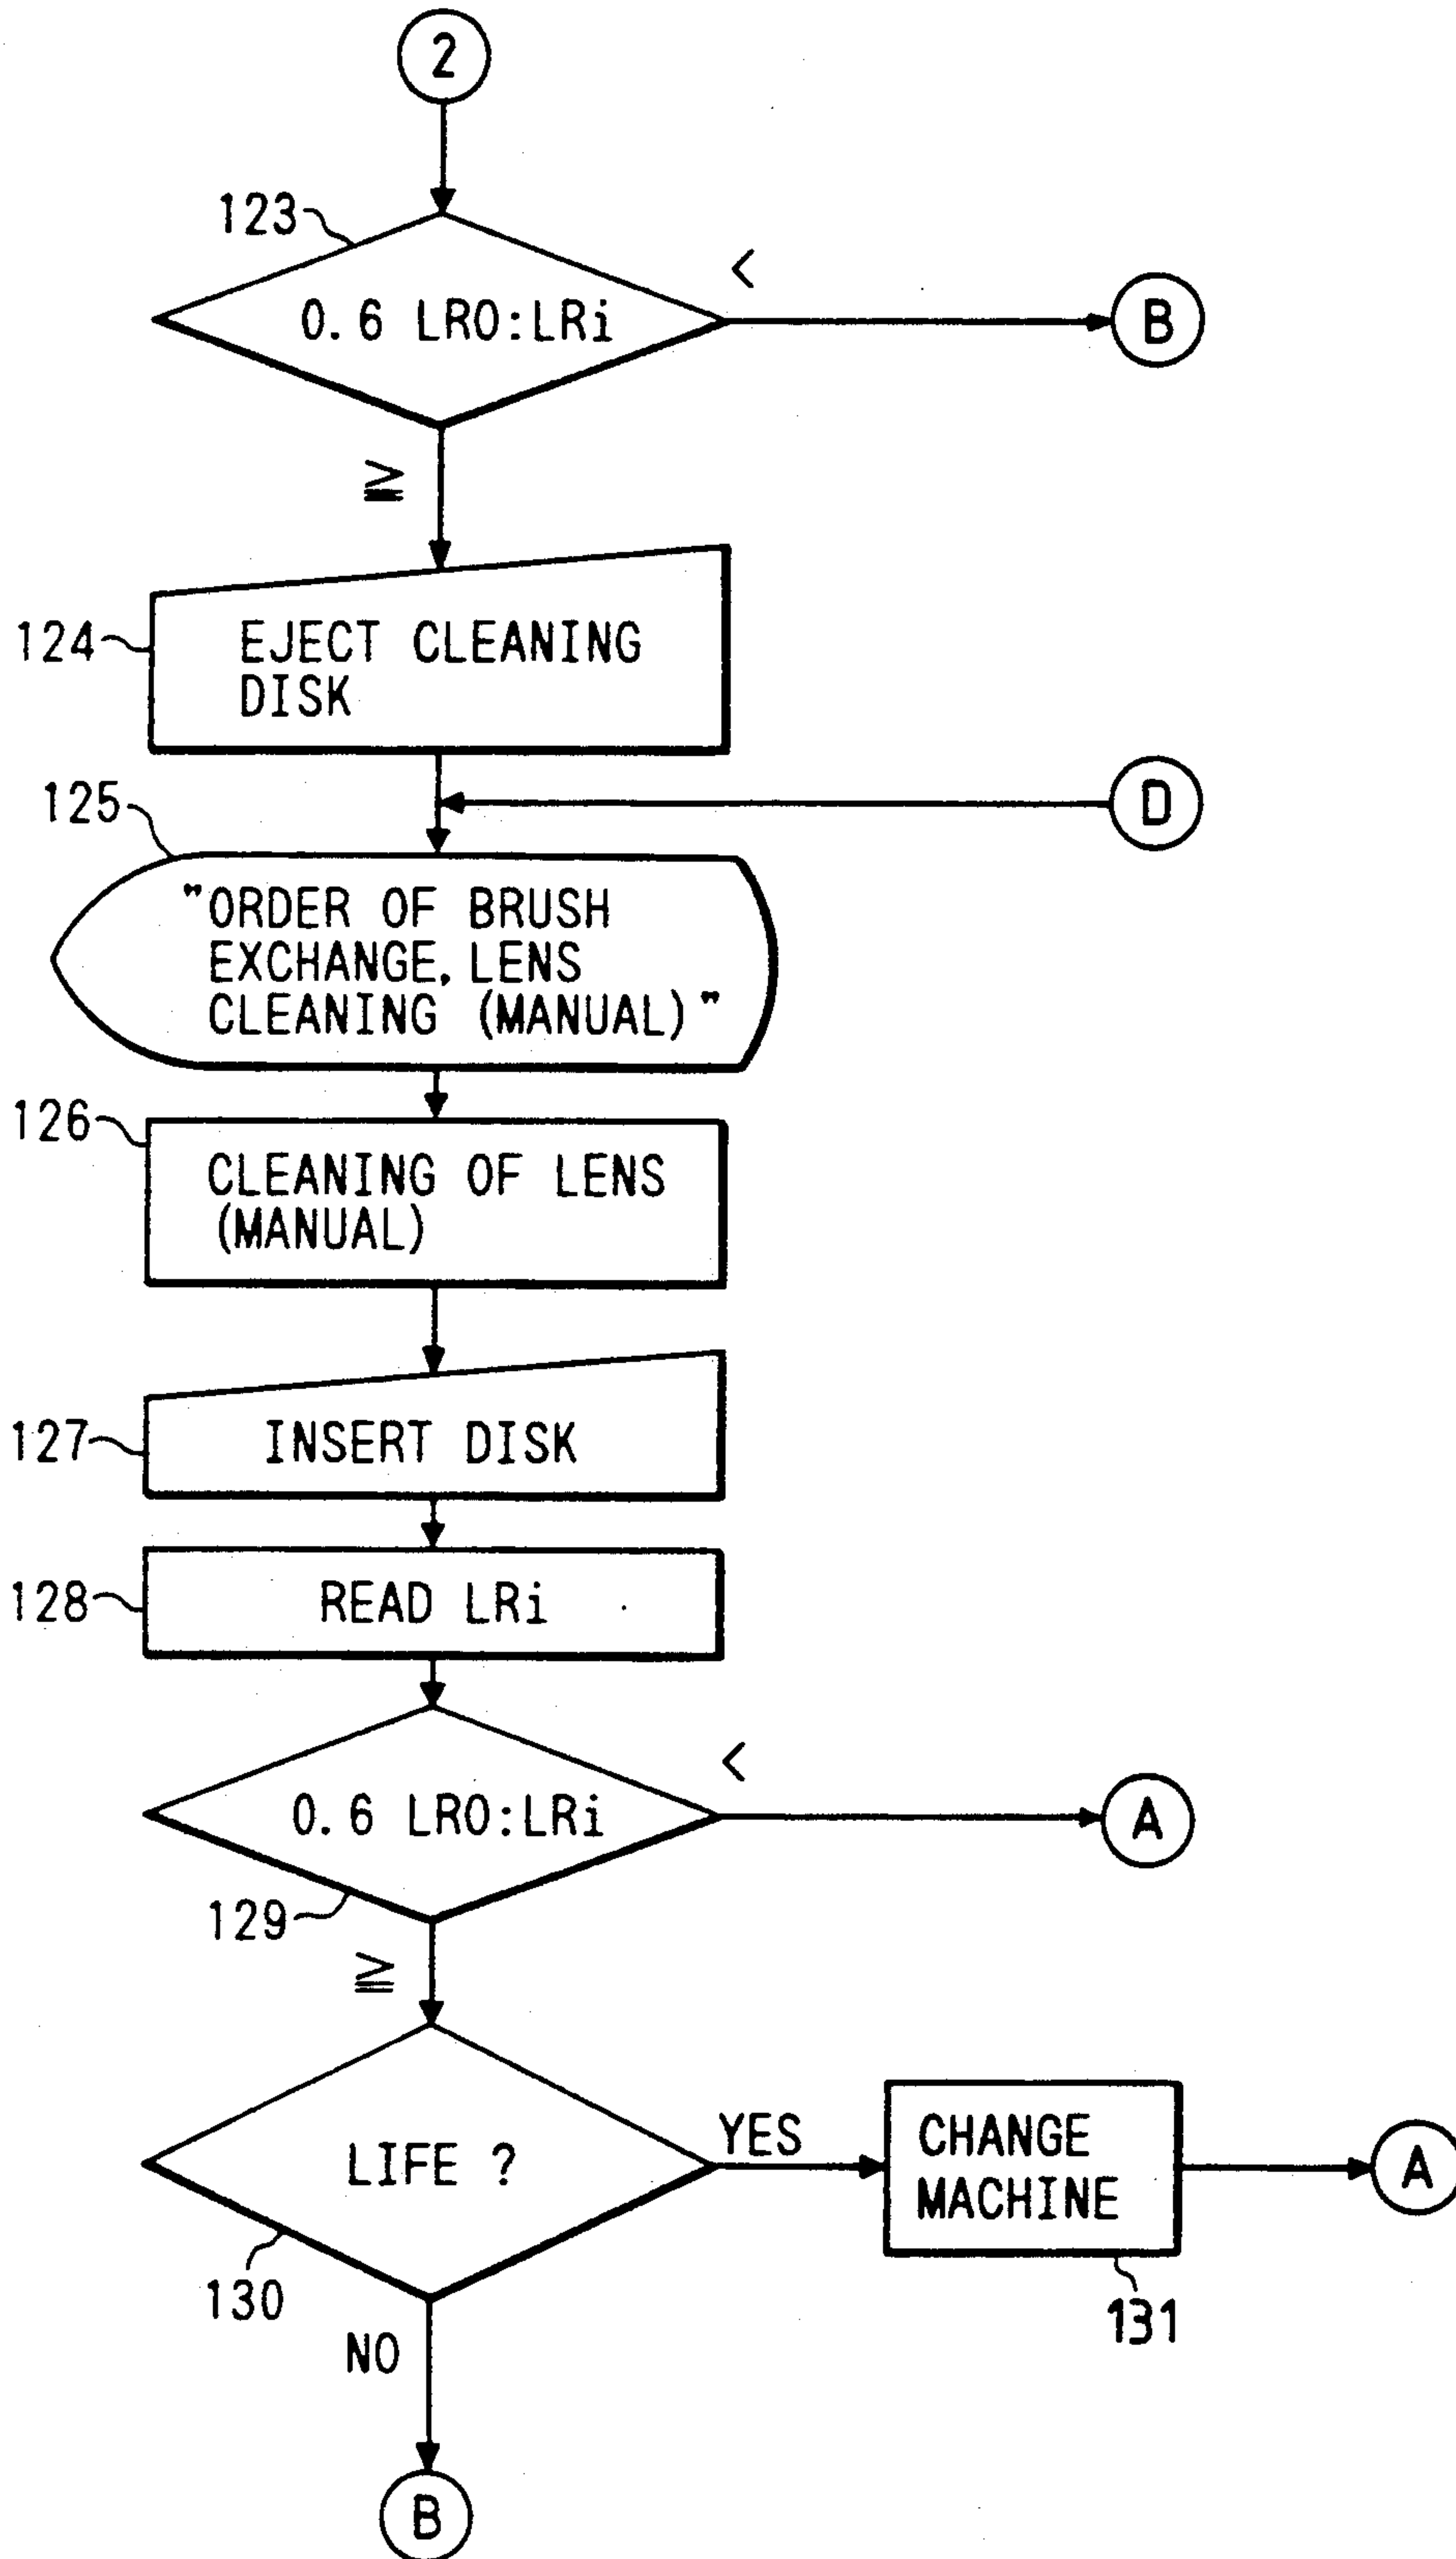 2
123
<
0.6 LR0:LRi
B
≧
124
EJECT CLEANING
DISK
D
125
"ORDER OF BRUSH
EXCHANGE, LENS
CLEANING (MANUAL)"
126
CLEANING OF LENS
(MANUAL)
127
INSERT DISK
128
READ LRi
<
0.6 LR0:LRi
A
129
≧
LIFE ?
YES
CHANGE
MACHINE
A
130
131
NO
B